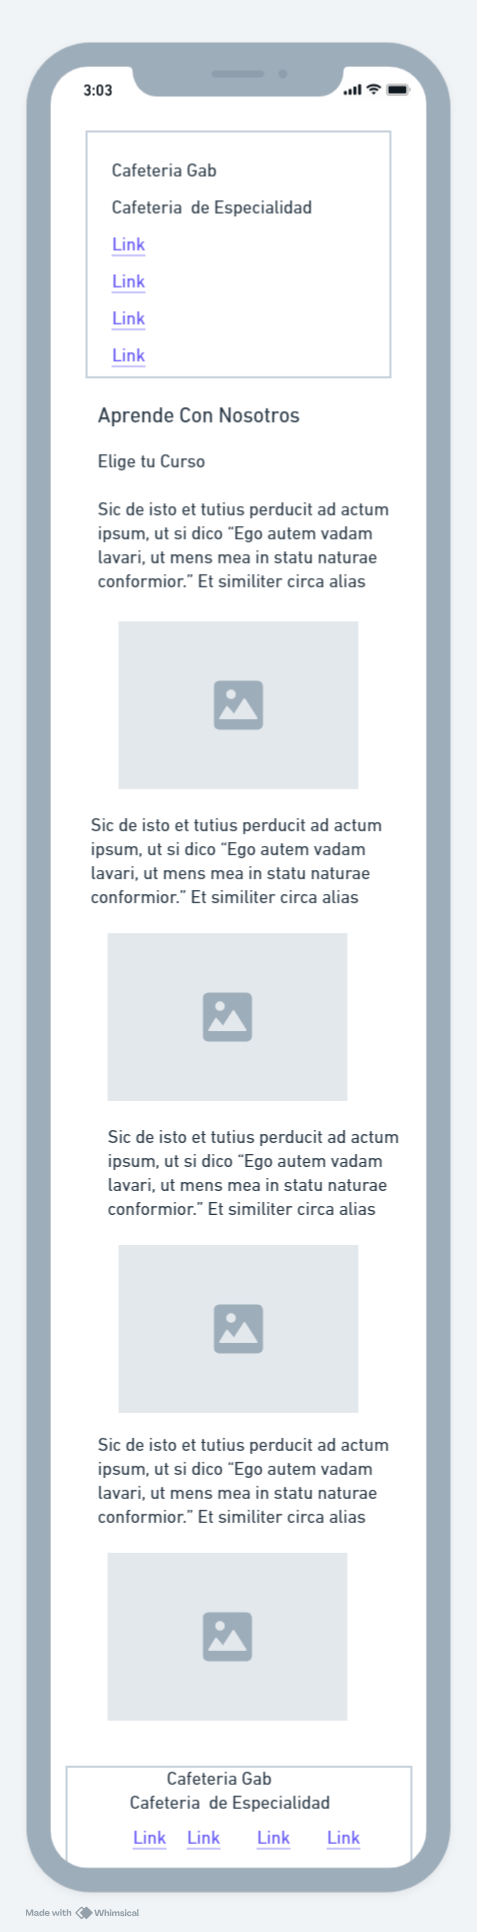 3:03
Cafeteria Gab
Cafeteria de Especialidad
Link
Link
Link
Link
Aprende Con Nosotros
Elige tu Curso
Sic de isto et tutius perducit ad actum
ipsum, ut si dico “Ego autem vadam
lavari, ut mens mea in statu naturae
conformior.” Et similiter circa alias
Sic de isto et tutius perducit ad actum
ipsum, ut si dico “Ego autem vadam
lavari, ut mens mea in statu naturae
conformior.” Et similiter circa alias
Sic de isto et tutius perducit ad actum
ipsum, ut si dico “Ego autem vadam
lavari, ut mens mea in statu naturae
conformior.” Et similiter circa alias
Sic de isto et tutius perducit ad actum
ipsum, ut si dico “Ego autem vadam
lavari, ut mens mea in statu naturae
conformior.” Et similiter circa alias
Cafeteria Gab
Cafeteria de Especialidad
Link Link Link Link
Made with Whimsical